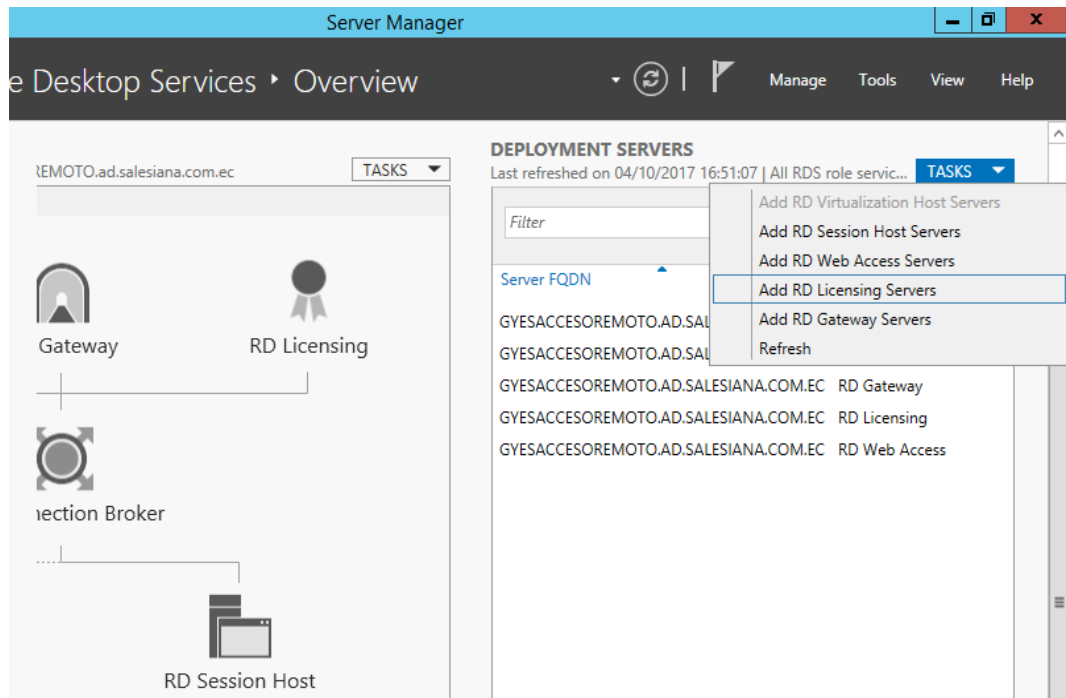 Server Manager
e Desktop Services ‣ Overview
Manage Tools View Help
EMOTO.ad.salesiana.com.ec
TASKS
DEPLOYMENT SERVERS
Last refreshed on 04/10/2017 16:51:07 | All RDS role servic...
TASKS
Add RD Virtualization Host Servers
Add RD Session Host Servers
Add RD Web Access Servers
Add RD Licensing Servers
Add RD Gateway Servers
Refresh
Filter
Server FQDN
GYESACCESOREMOTO.AD.SAL
GYESACCESOREMOTO.AD.SAL
GYESACCESOREMOTO.AD.SALESIANA.COM.EC RD Gateway
GYESACCESOREMOTO.AD.SALESIANA.COM.EC RD Licensing
GYESACCESOREMOTO.AD.SALESIANA.COM.EC RD Web Access
Gateway
RD Licensing
nection Broker
RD Session Host